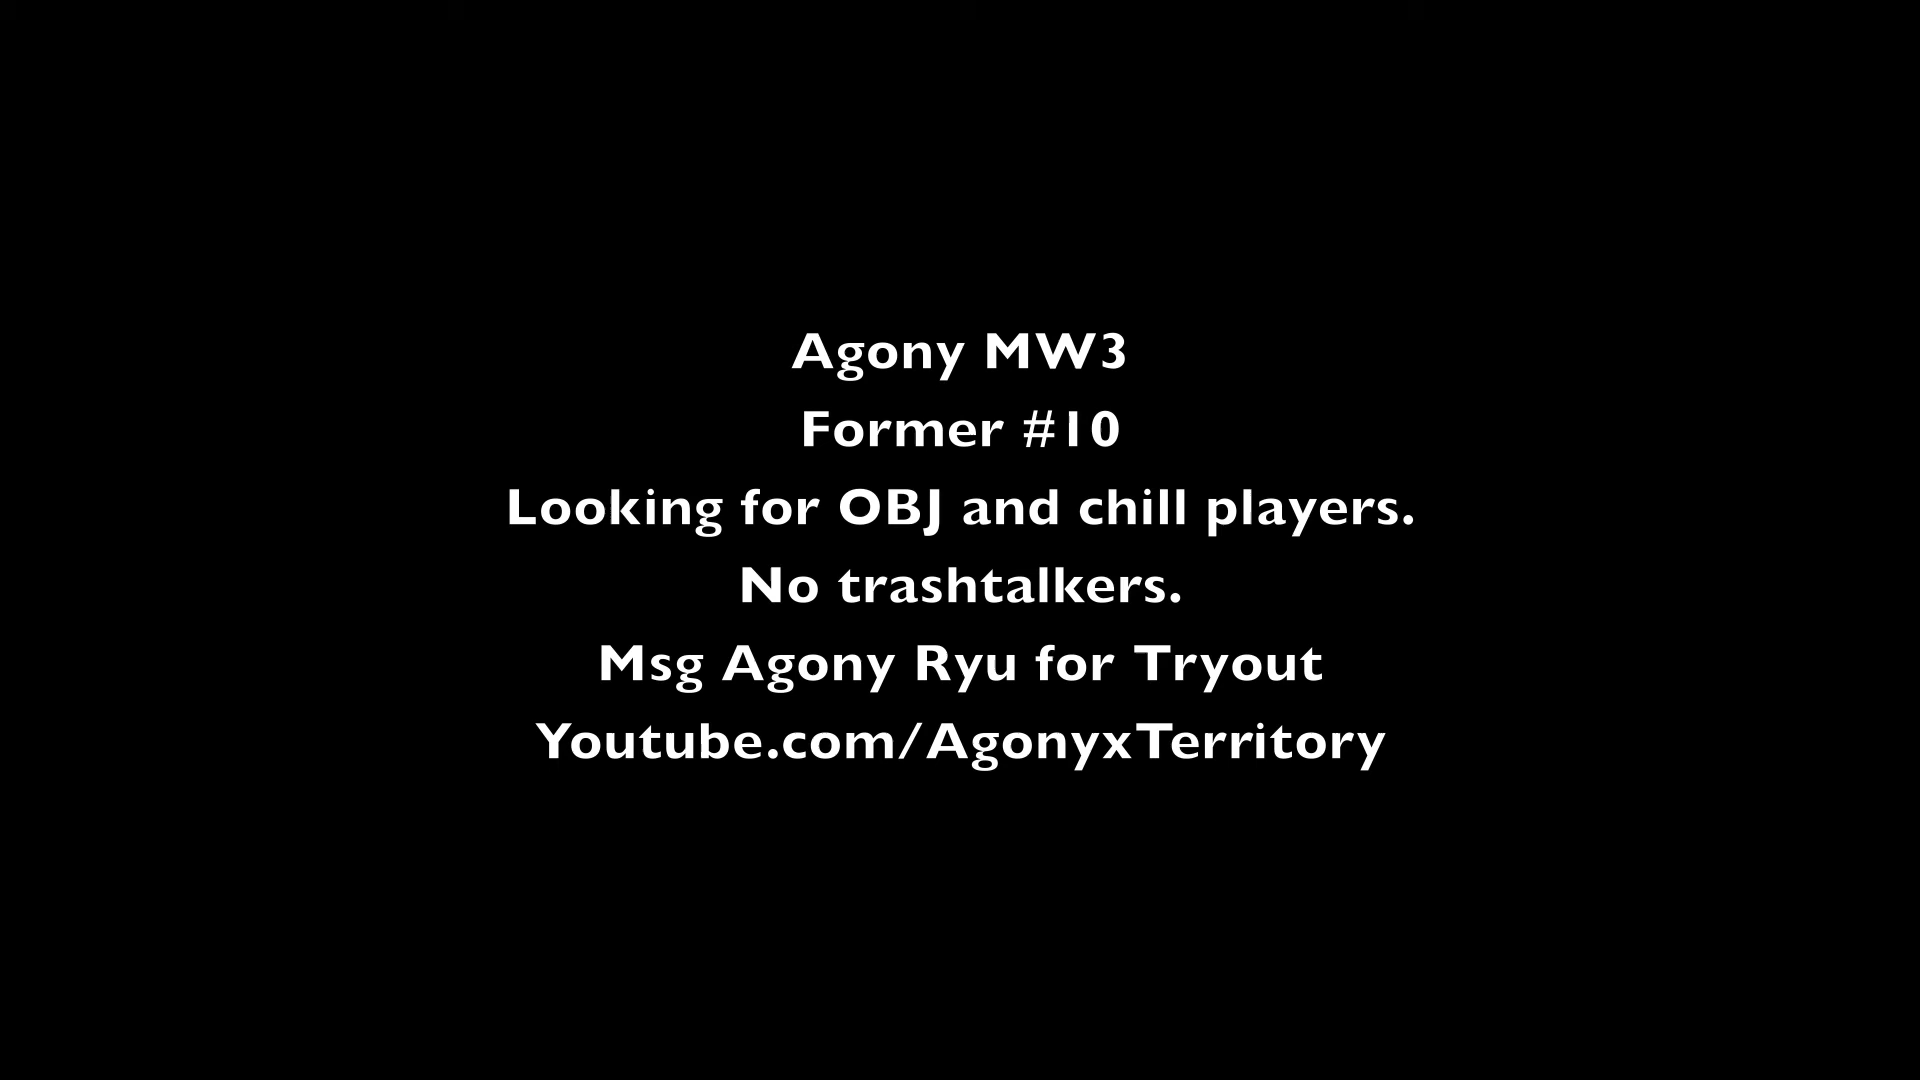 Agony MW3
Former #10
Looking for OBJ and chill players.
No trashtalkers.
Msg Agony Ryu for Tryout
Youtube.com/AgonyxTerritory